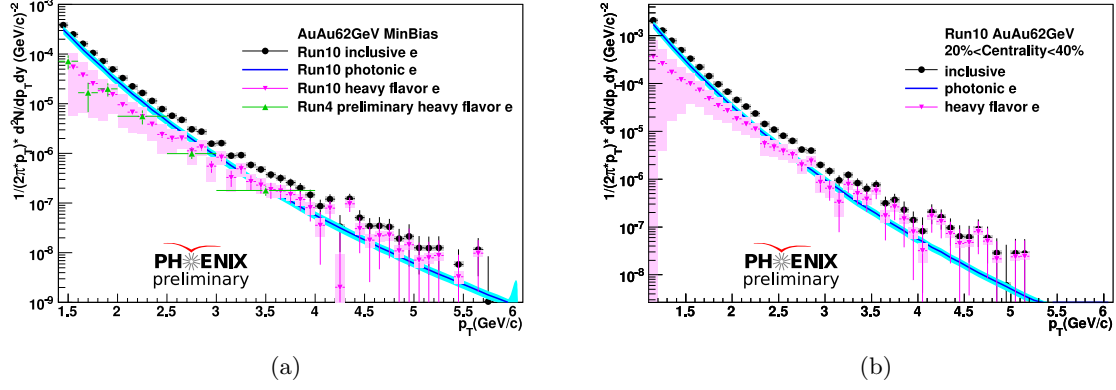 1/(2π*p_T)* d²N/dp_T dy (GeV/c)⁻²
10⁻³
10⁻⁴
10⁻⁵
10⁻⁶
10⁻⁷
10⁻⁸
10⁻⁹
AuAu62GeV MinBias
Run10 inclusive e
Run10 photonic e
Run10 heavy flavor e
Run4 preliminary heavy flavor e
PHENIX
preliminary
1.5 2 2.5 3 3.5 4 4.5 5 5.5 6
p_T(GeV/c)
(a)
1/(2π*p_T)* d²N/dp_T dy (GeV/c)⁻²
10⁻³
10⁻⁴
10⁻⁵
10⁻⁶
10⁻⁷
10⁻⁸
Run10 AuAu62GeV
20%<Centrality<40%
inclusive
photonic e
heavy flavor e
PHENIX
preliminary
1.5 2 2.5 3 3.5 4 4.5 5 5.5 6
p_T(GeV/c)
(b)